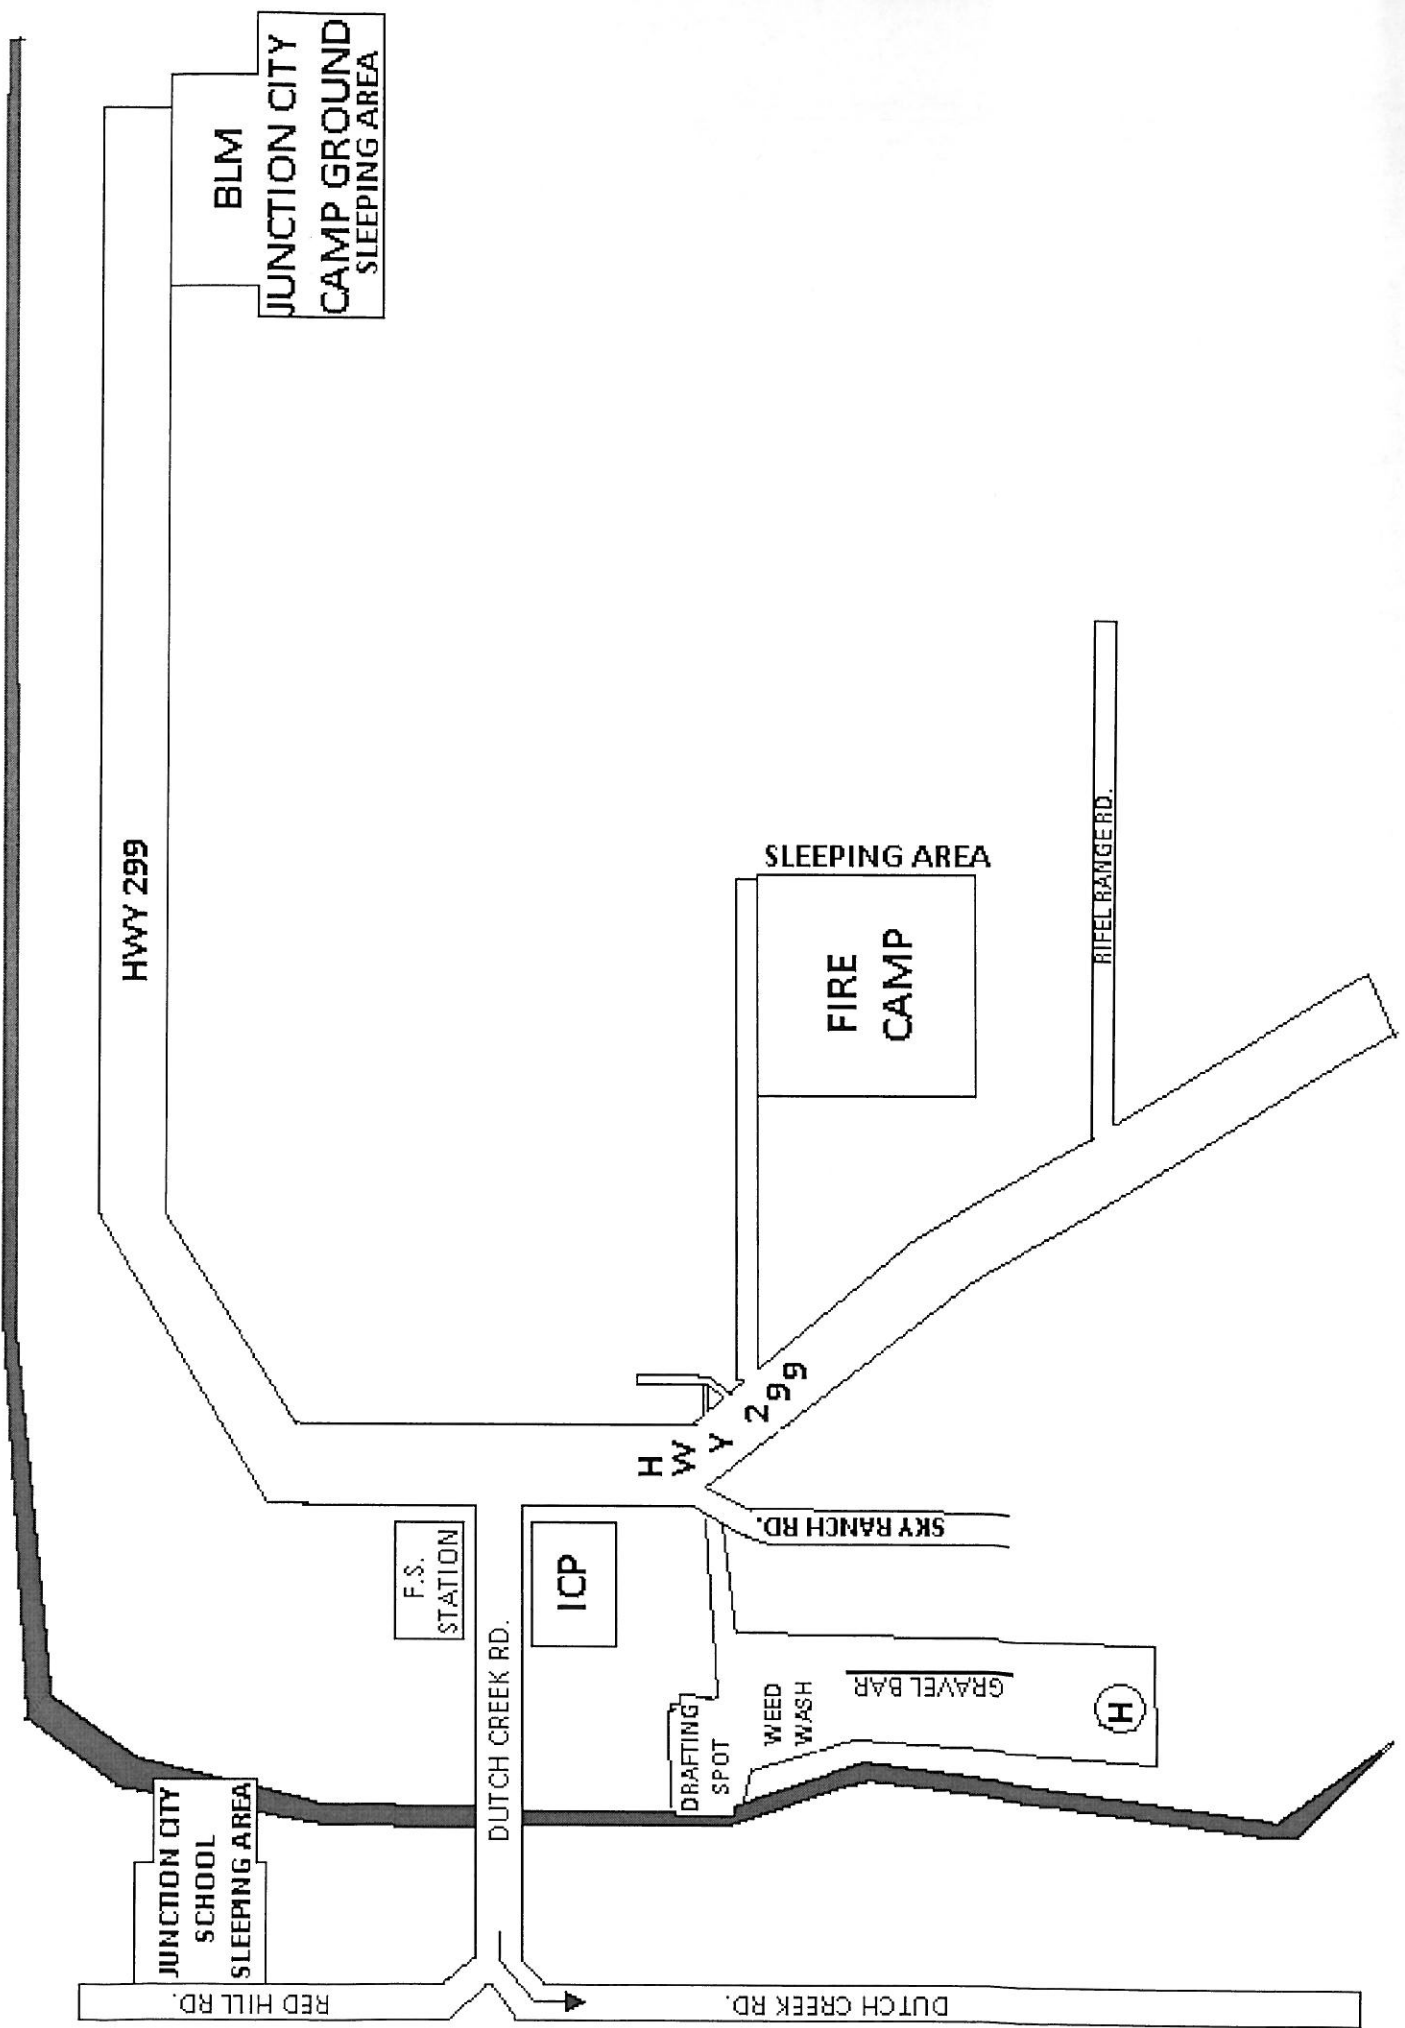 BLM
JUNCTION CITY
CAMP GROUND
SLEEPING AREA
HWY 299
SLEEPING AREA
FIRE
CAMP
RIFEL RANGE RD.
HWY 299
F.S.
STATION
ICP
SKY RANCH RD.
DUTCH CREEK RD.
DRAFTING
SPOT
WEED
WASH
GRAVEL BAR
H
JUNCTION CITY
SCHOOL
SLEEPING AREA
RED HILL RD.
DUTCH CREEK RD.